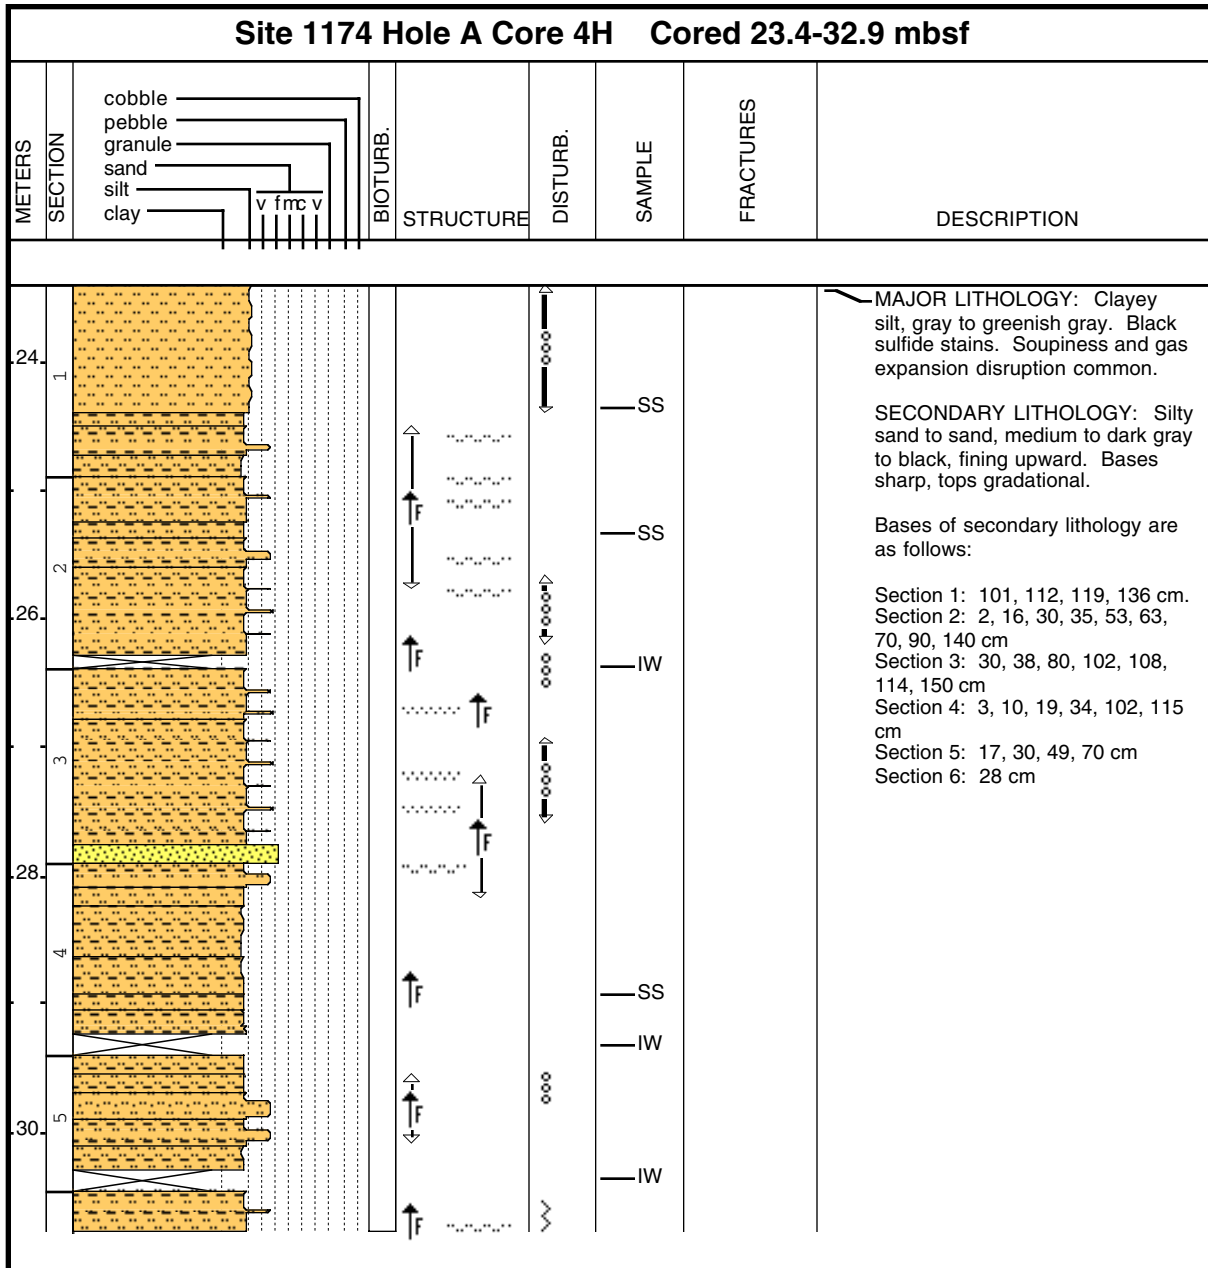 Site 1174 Hole A Core 4H Cored 23.4-32.9 mbsf
METERS
SECTION
cobble
pebble
granule
sand
silt
clay
v f m c v
BIOTURB.
STRUCTURE
DISTURB.
SAMPLE
FRACTURES
DESCRIPTION
24
26
28
30
1
2
3
4
5
F
F
F
F
F
F
F
SS
SS
IW
SS
IW
IW
MAJOR LITHOLOGY: Clayey
silt, gray to greenish gray. Black
sulfide stains. Soupiness and gas
expansion disruption common.
SECONDARY LITHOLOGY: Silty
sand to sand, medium to dark gray
to black, fining upward. Bases
sharp, tops gradational.
Bases of secondary lithology are
as follows:
Section 1: 101, 112, 119, 136 cm.
Section 2: 2, 16, 30, 35, 53, 63,
70, 90, 140 cm
Section 3: 30, 38, 80, 102, 108,
114, 150 cm
Section 4: 3, 10, 19, 34, 102, 115
cm
Section 5: 17, 30, 49, 70 cm
Section 6: 28 cm